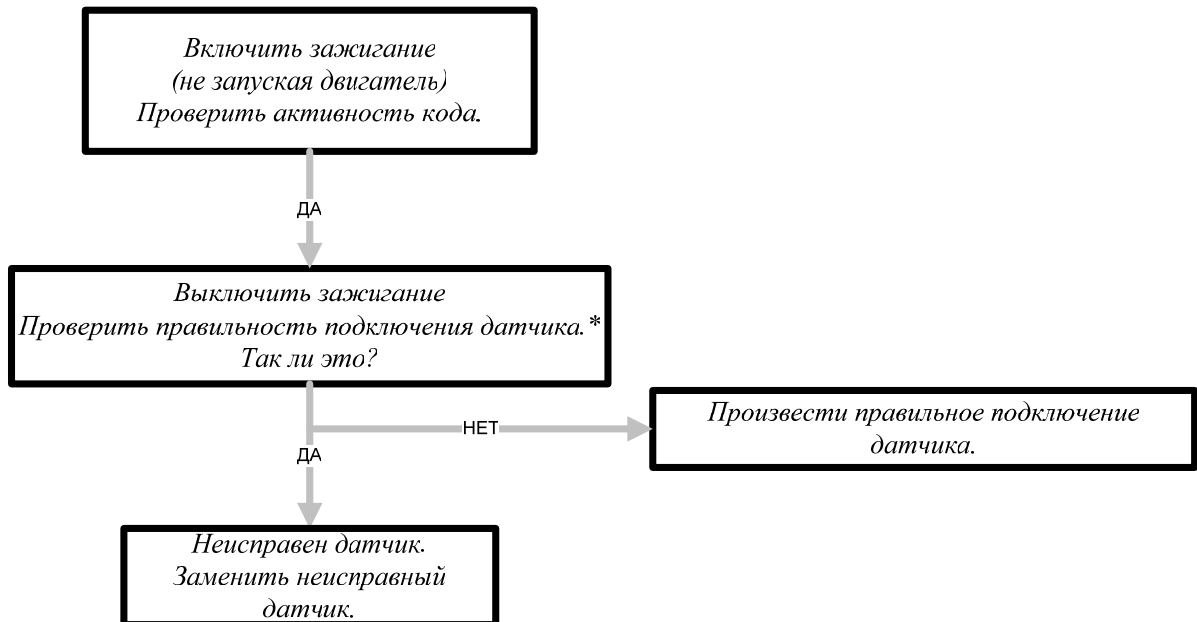 Включить зажигание
(не запуская двигатель)
Проверить активность кода.
ДА
Выключить зажигание
Проверить правильность подключения датчика.*
Так ли это?
НЕТ
Произвести правильное подключение
датчика.
ДА
Неисправен датчик.
Заменить неисправный
датчик.